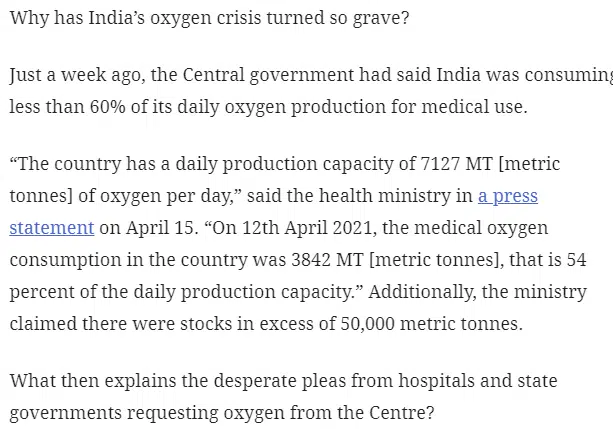 Why has India’s oxygen crisis turned so grave?
Just a week ago, the Central government had said India was consuming
less than 60% of its daily oxygen production for medical use.
“The country has a daily production capacity of 7127 MT [metric
tonnes] of oxygen per day,” said the health ministry in a press
statement on April 15. “On 12th April 2021, the medical oxygen
consumption in the country was 3842 MT [metric tonnes], that is 54
percent of the daily production capacity.” Additionally, the ministry
claimed there were stocks in excess of 50,000 metric tonnes.
What then explains the desperate pleas from hospitals and state
governments requesting oxygen from the Centre?